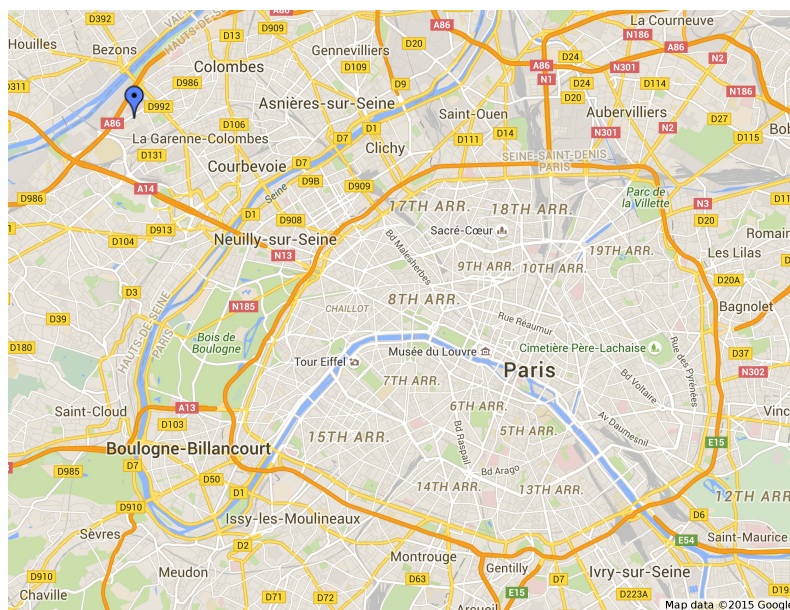 D392
D909
A86
La Courneuve
Houilles
Bezons
D13
Gennevilliers
D20
A86
N186
A86
D24
N301
N2
Colombes
D109
A86
N1
D311
D986
D9
D24
D114
N186
D20
D992
Asnières-sur-Seine
Saint-Ouen
Aubervilliers
D27
A86
D106
D1
D14
N301
N2
D115
La Garenne-Colombes
D7
D111
D131
Clichy
SEINE-SAINT-DENIS
PARIS
Courbevoie
D7
D9B
D909
A14
D986
Seine
Parc de
la Villette
D1
D908
17TH ARR.
18TH ARR.
N3
D20
D913
D104
Neuilly-sur-Seine
Sacré-Cœur
N13
Bd Malesherbes
19TH ARR.
Les Lilas
9TH ARR.
10TH ARR.
D20A
D3
8TH ARR.
N185
CHAILLOT
Bagnolet
D39
HAUTS-DE-SEINE
PARIS
Rue Réaumur
D180
Bois de
Boulogne
Cimetière Père-Lachaise
Musée du Louvre
D37
Tour Eiffel
Paris
Rue des Pyrénées
N302
7TH ARR.
Bd Voltaire
Saint-Cloud
A13
6TH ARR.
D103
Av Daumesnil
15TH ARR.
5TH ARR.
E15
Bd Raspail
Boulogne-Billancourt
D7
D985
Bd Arago
D50
D1
14TH ARR.
13TH ARR.
12TH ARR.
D910
Issy-les-Moulineaux
D6
Sèvres
D2
E54
Saint-Maurice
Montrouge
Gentilly
Meudon
D910
D63
D7
Ivry-sur-Seine
Chaville
D71
D72
E15
D223A
D19
Map data ©2015 Google